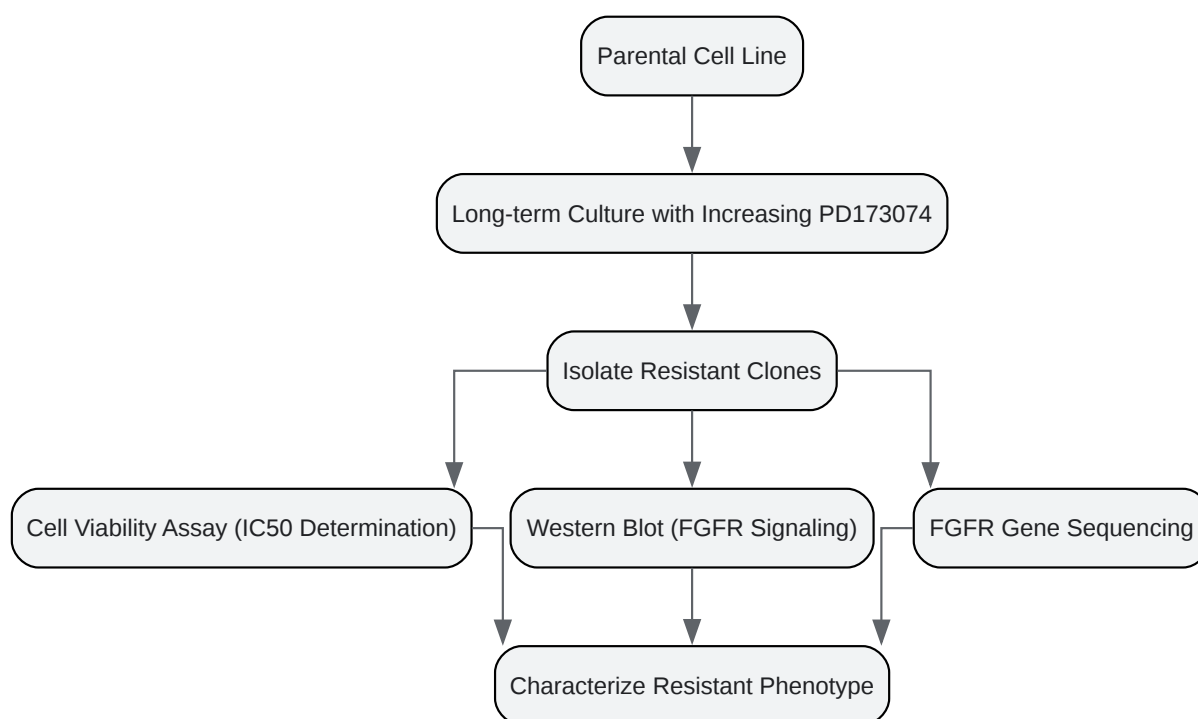 Parental Cell Line
Long-term Culture with Increasing PD173074
Isolate Resistant Clones
Cell Viability Assay (IC50 Determination)
Western Blot (FGFR Signaling)
FGFR Gene Sequencing
Characterize Resistant Phenotype